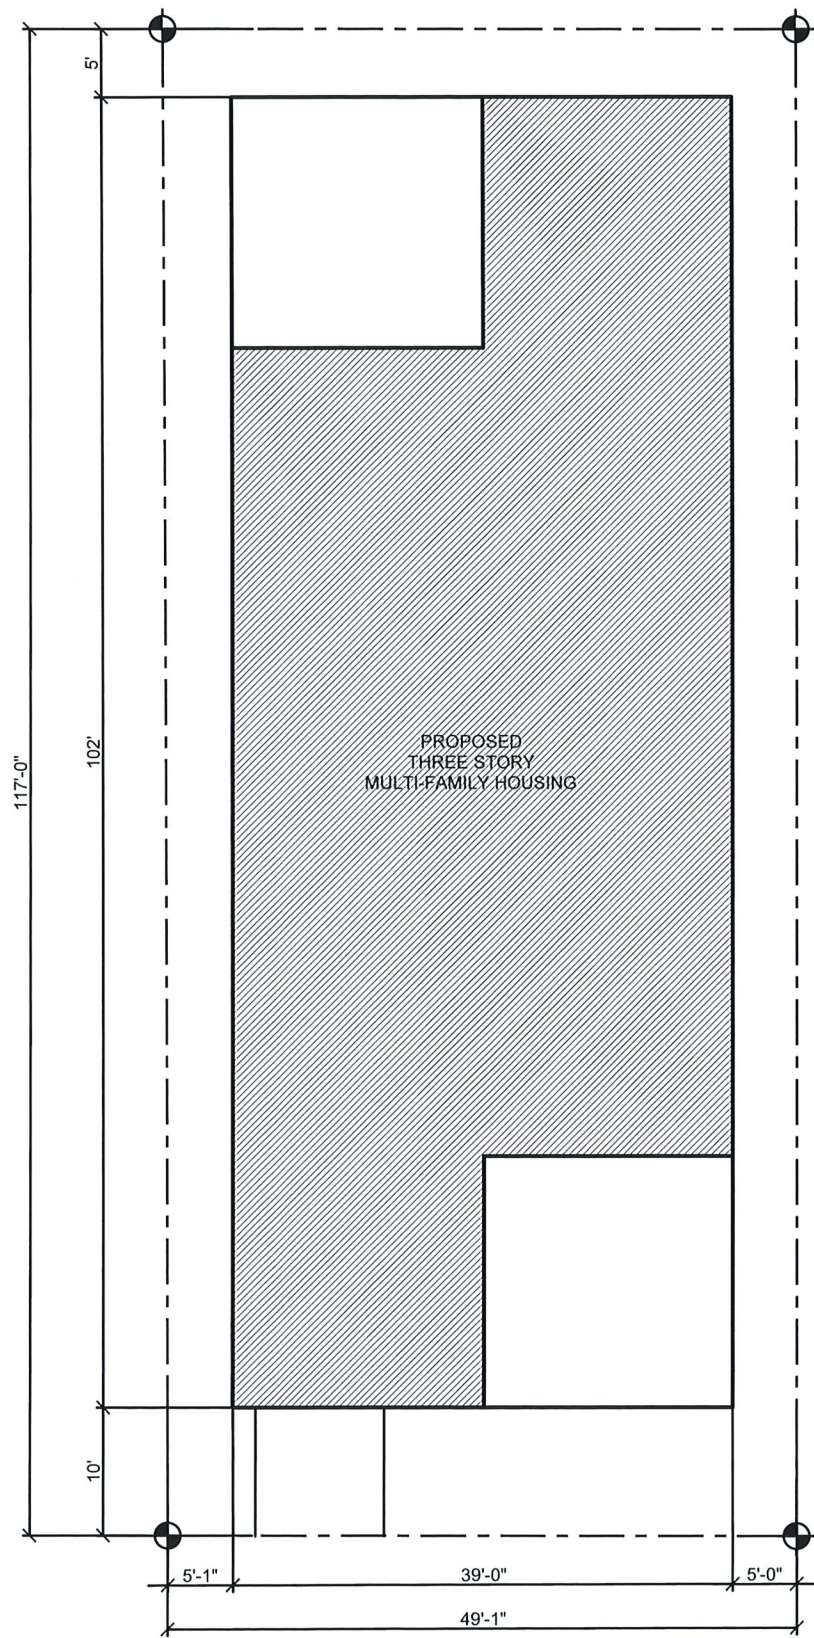 5'
117'-0"
102'
PROPOSED
THREE STORY
MULTI-FAMILY HOUSING
10'
5'-1"
39'-0"
5'-0"
49'-1"